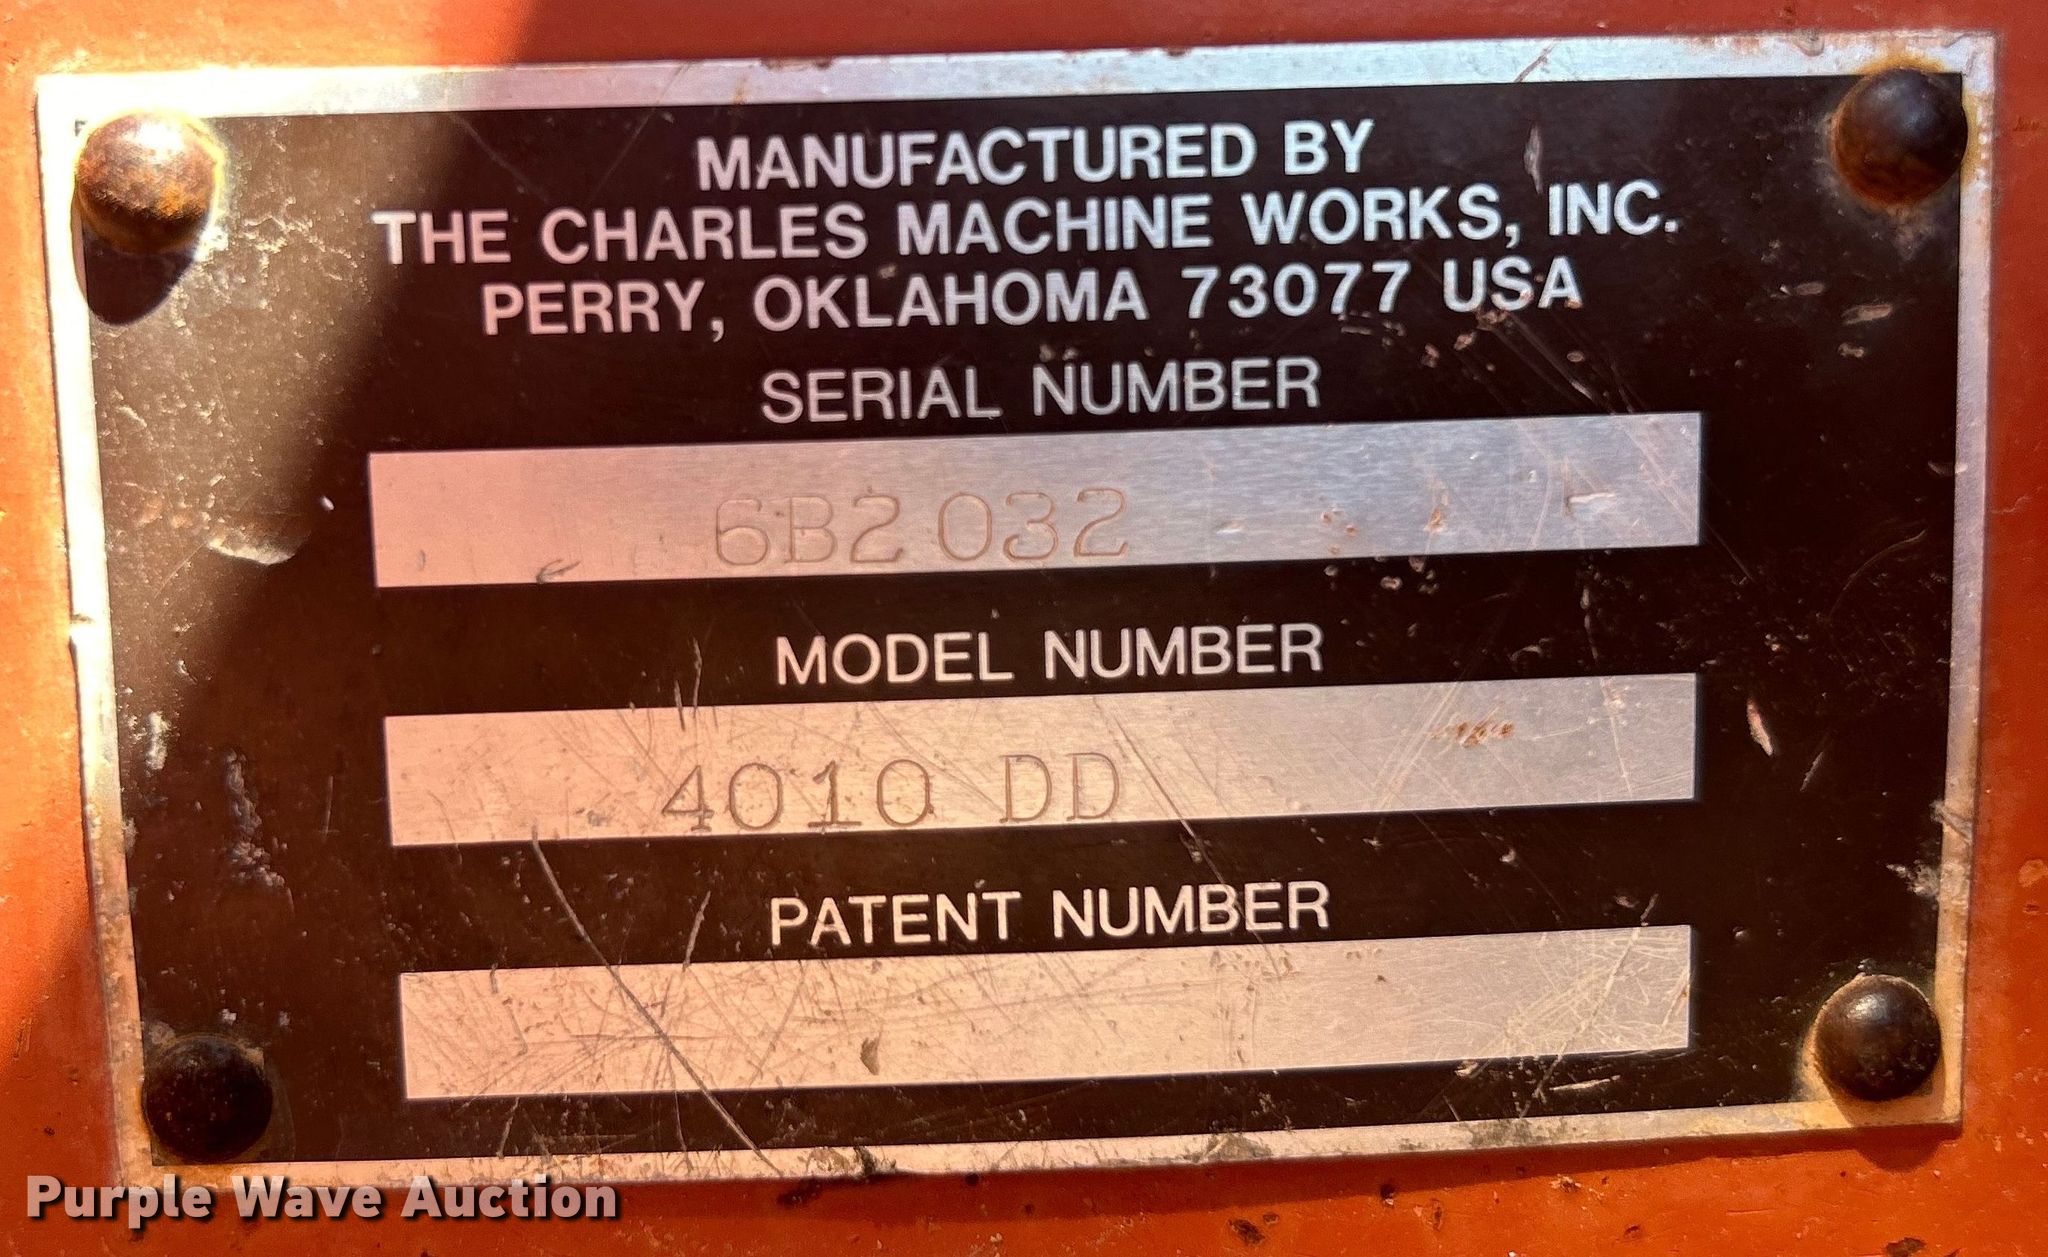 MANUFACTURED BY
THE CHARLES MACHINE WORKS, INC.
PERRY, OKLAHOMA 73077 USA
SERIAL NUMBER
6B2032
MODEL NUMBER
4010 DD
PATENT NUMBER
Purple Wave Auction